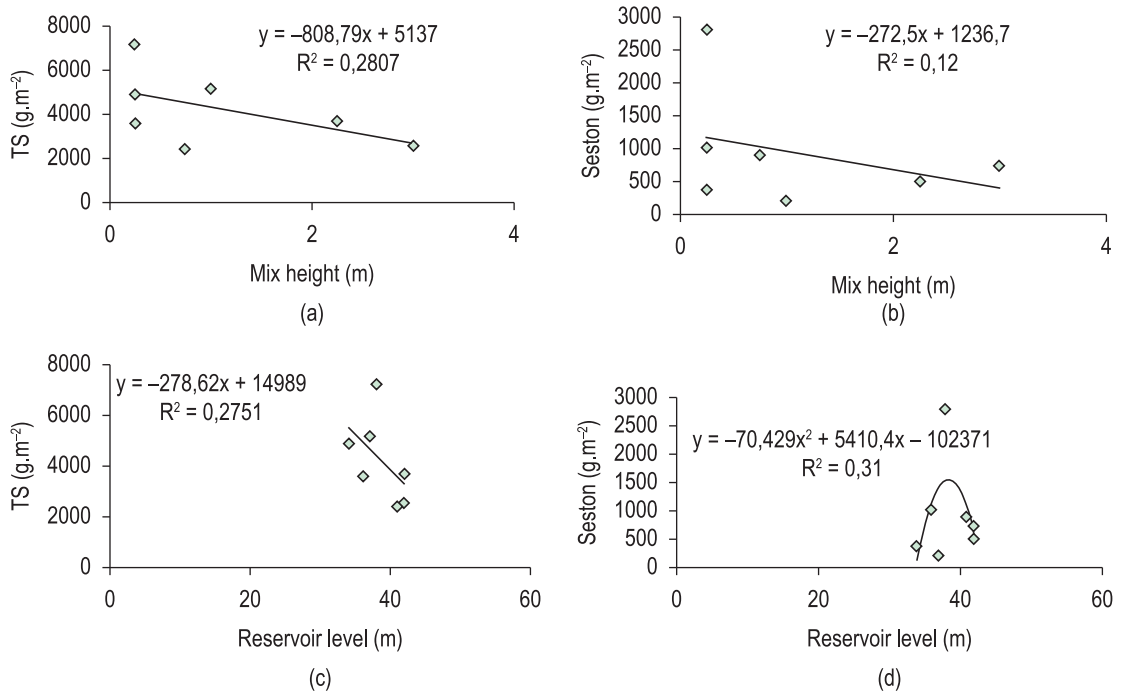 8000
6000
4000
2000
0
TS (g.m–2)
y = –808,79x + 5137
R2 = 0,2807
0 2 4
Mix height (m)
(a)
3000
2500
2000
1500
1000
500
0
Seston (g.m–2)
y = –272,5x + 1236,7
R2 = 0,12
0 2 4
Mix height (m)
(b)
8000
6000
4000
2000
0
TS (g.m–2)
y = –278,62x + 14989
R2 = 0,2751
0 20 40 60
Reservoir level (m)
(c)
3000
2500
2000
1500
1000
500
0
Seston (g.m–2)
y = –70,429x2 + 5410,4x – 102371
R2 = 0,31
0 20 40 60
Reservoir level (m)
(d)